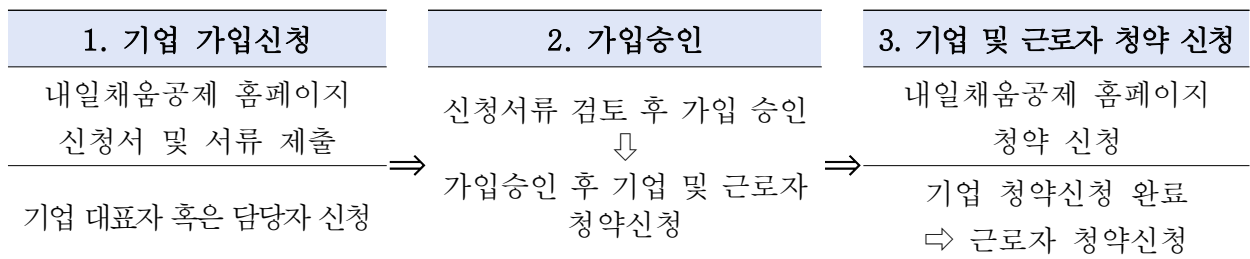 1. 기업 가입신청
내일채움공제 홈페이지
신청서 및 서류 제출
기업 대표자 혹은 담당자 신청
⇒
2. 가입승인
신청서류 검토 후 가입 승인
⇩
가입승인 후 기업 및 근로자
청약신청
⇒
3. 기업 및 근로자 청약 신청
내일채움공제 홈페이지
청약 신청
기업 청약신청 완료
⇨ 근로자 청약신청